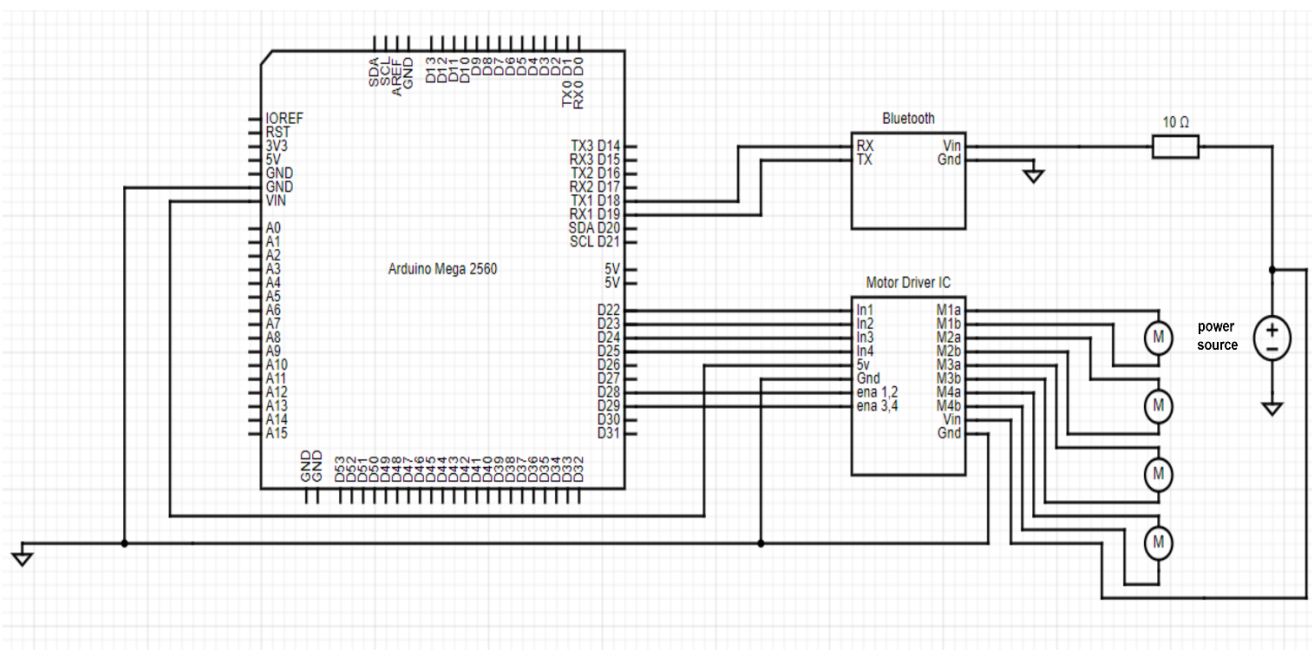 SDA
SCL
AREF
GND
D13
D12
D11
D10
D9
D8
D7
D6
D5
D4
D3
D2
TX0 D1
RX0 D0
IOREF
RST
3V3
5V
GND
GND
VIN
A0
A1
A2
A3
A4
A5
A6
A7
A8
A9
A10
A11
A12
A13
A14
A15
Arduino Mega 2560
TX3 D14
RX3 D15
TX2 D16
RX2 D17
TX1 D18
RX1 D19
SDA D20
SCL D21
5V
5V
D22
D23
D24
D25
D26
D27
D28
D29
D30
D31
GND
GND
D53
D52
D51
D50
D49
D48
D47
D46
D45
D44
D43
D42
D41
D40
D39
D38
D37
D36
D35
D34
D33
D32
Bluetooth
RX
TX
Vin
Gnd
10 Ω
Motor Driver IC
In1
In2
In3
In4
5v
Gnd
ena 1,2
ena 3,4
M1a
M1b
M2a
M2b
M3a
M3b
M4a
M4b
Vin
Gnd
M
M
M
M
power
source